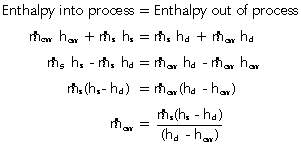 Enthalpy into process = Enthalpy out of process
ṁcw hcw + ṁs hs = ṁs hd + ṁcw hd
ṁs hs - ṁs hd = ṁcw hd - ṁcw hcw
ṁs(hs - hd) = ṁcw(hd - hcw)
ṁcw = ṁs(hs - hd)
(hd - hcw)